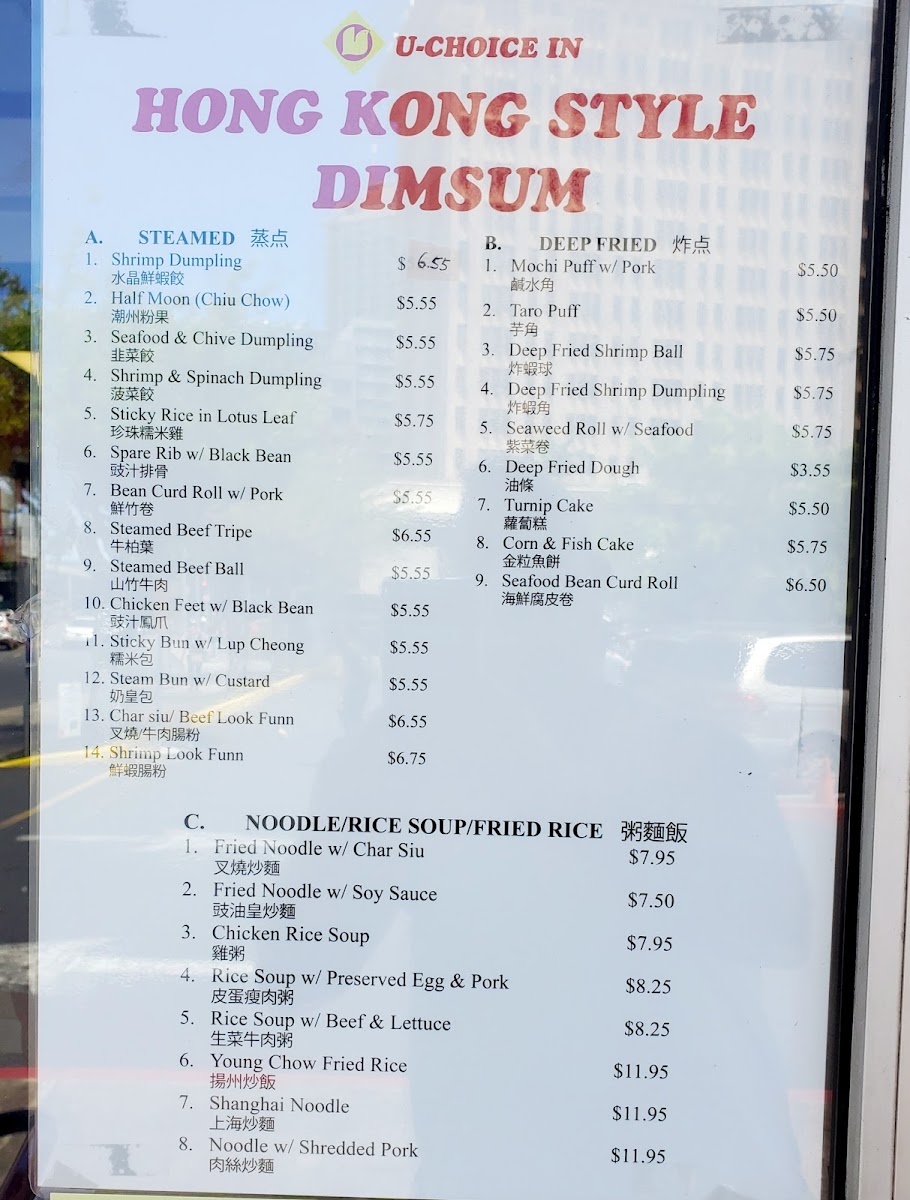 U-CHOICE IN
HONG KONG STYLE
DIMSUM
A. STEAMED 蒸点
1. Shrimp Dumpling $ 6.55
水晶鮮蝦餃
2. Half Moon (Chiu Chow) $5.55
潮州粉果
3. Seafood & Chive Dumpling $5.55
韭菜餃
4. Shrimp & Spinach Dumpling $5.55
菠菜餃
5. Sticky Rice in Lotus Leaf $5.75
珍珠糯米雞
6. Spare Rib w/ Black Bean $5.55
豉汁排骨
7. Bean Curd Roll w/ Pork $5.55
鮮竹卷
8. Steamed Beef Tripe $6.55
牛柏葉
9. Steamed Beef Ball $5.55
山竹牛肉
10. Chicken Feet w/ Black Bean $5.55
豉汁鳳爪
11. Sticky Bun w/ Lup Cheong $5.55
糯米包
12. Steam Bun w/ Custard $5.55
奶皇包
13. Char siu/ Beef Look Funn $6.55
叉燒/牛肉腸粉
14. Shrimp Look Funn $6.75
鮮蝦腸粉
B. DEEP FRIED 炸点
1. Mochi Puff w/ Pork $5.50
鹹水角
2. Taro Puff $5.50
芋角
3. Deep Fried Shrimp Ball $5.75
炸蝦球
4. Deep Fried Shrimp Dumpling $5.75
炸蝦角
5. Seaweed Roll w/ Seafood $5.75
紫菜卷
6. Deep Fried Dough $3.55
油條
7. Turnip Cake $5.50
蘿蔔糕
8. Corn & Fish Cake $5.75
金粒魚餅
9. Seafood Bean Curd Roll $6.50
海鮮腐皮卷
C. NOODLE/RICE SOUP/FRIED RICE 粥麵飯
1. Fried Noodle w/ Char Siu $7.95
叉燒炒麵
2. Fried Noodle w/ Soy Sauce $7.50
豉油皇炒麵
3. Chicken Rice Soup $7.95
雞粥
4. Rice Soup w/ Preserved Egg & Pork $8.25
皮蛋瘦肉粥
5. Rice Soup w/ Beef & Lettuce $8.25
生菜牛肉粥
6. Young Chow Fried Rice $11.95
揚州炒飯
7. Shanghai Noodle $11.95
上海炒麵
8. Noodle w/ Shredded Pork $11.95
肉絲炒麵